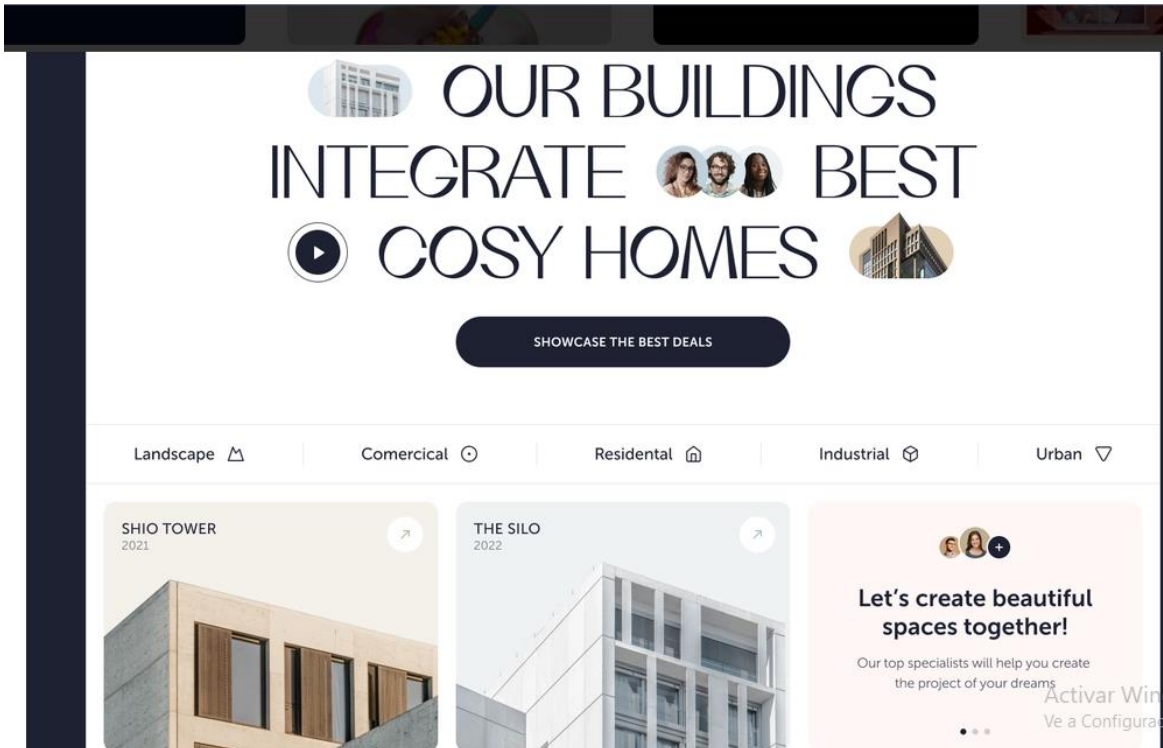 OUR BUILDINGS
INTEGRATE BEST
COSY HOMES
SHOWCASE THE BEST DEALS
Landscape Comercical Residental Industrial Urban
SHIO TOWER
2021
THE SILO
2022
Let's create beautiful
spaces together!
Our top specialists will help you create
the project of your dreams
Activar Win
Ve a Configurac